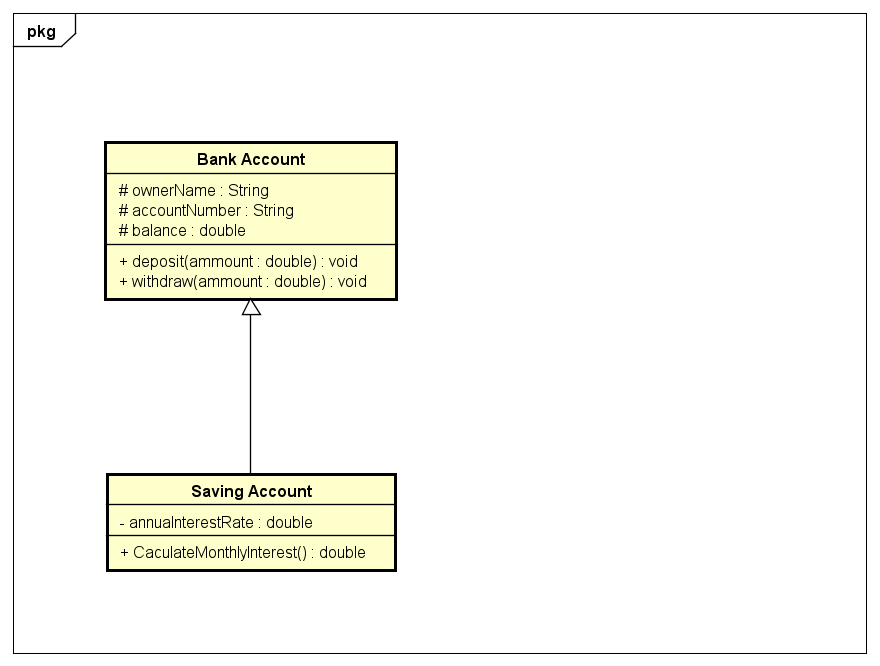 pkg
Bank Account
# ownerName : String
# accountNumber : String
# balance : double
+ deposit(ammount : double) : void
+ withdraw(ammount : double) : void
Saving Account
- annualnterestRate : double
+ CaculateMonthlyInterest() : double